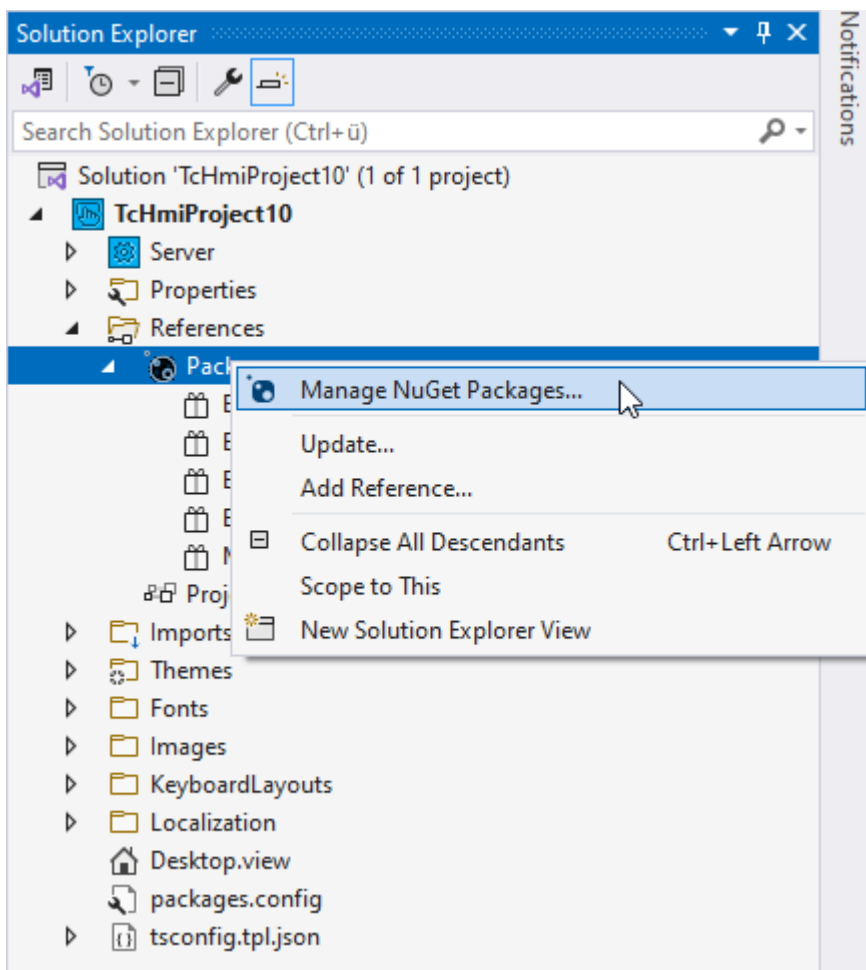 Solution Explorer
Notifications
Search Solution Explorer (Ctrl+ü)
Solution 'TcHmiProject10' (1 of 1 project)
TcHmiProject10
Server
Properties
References
Manage NuGet Packages...
Update...
Add Reference...
Collapse All Descendants Ctrl+Left Arrow
Scope to This
New Solution Explorer View
Imports
Themes
Fonts
Images
KeyboardLayouts
Localization
Desktop.view
packages.config
tsconfig.tpl.json